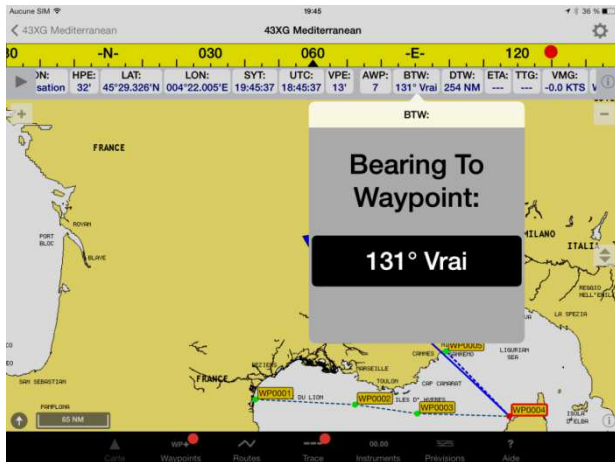 Aucune SIM 19:45 36 %
43XG Mediterranean 43XG Mediterranean
30 -N- 030 060 -E- 120
ON: HPE: LAT: LON: SYT: UTC: VPE: AWP: BTW: DTW: ETA: TTG: VMG:
sation 32' 45°29.326'N 004°22.005'E 19:45:37 18:45:37 13' 7 131° Vrai 254 NM --- --- -0.0 KTS
BTW:
FRANCE
Bearing To
Waypoint:
ROYAN
PORT
BLOC
BLAYE
MILANO
ITALI
131° Vrai
REGGIO
LA SPEZIA
WP0005
CANNES
LIGURIAN
SEA
BEZIERS
MARSEILLE
TOULON
CAP CAMARAT
FRANCE
SAN SEBASTIAN
WP0001
DU LION
WP0002
ILES D' HYERES
WP0003
WP0004
PAMPLONA
ISOLA
65 NM
WP+ 00.00 ?
Carte Waypoints Routes Trace Instruments Prévisions Aide